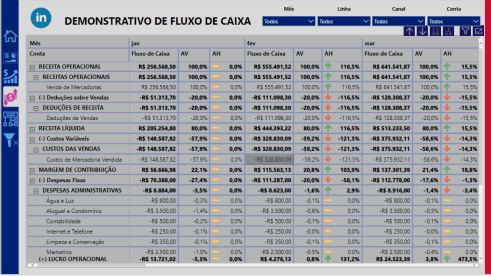 in
DEMONSTRATIVO DE FLUXO DE CAIXA
Mês Linha Canal Conta
Todos Todos Todos Todos
Mês jan fev mar
Conta Fluxo de Caixa AV AH Fluxo de Caixa AV AH Fluxo de Caixa AV AH
RECEITA OPERACIONAL R$ 256.568,50 100,0% 0,0% R$ 555.491,52 100,0% 116,5% R$ 641.541,87 100,0% 15,5%
RECEITAS OPERACIONAIS R$ 256.568,50 100,0% 0,0% R$ 555.491,52 100,0% 116,5% R$ 641.541,87 100,0% 15,5%
Venda de Mercadorias R$ 256.568,50 100,0% 0,0% R$ 555.491,52 100,0% 116,5% R$ 641.541,87 100,0% 15,5%
(-) Deduções sobre Vendas -R$ 51.313,70 -20,0% 0,0% -R$ 111.098,30 -20,0% -116,5% -R$ 128.308,37 -20,0% -15,5%
DEDUÇÕES DE RECEITA -R$ 51.313,70 -20,0% 0,0% -R$ 111.098,30 -20,0% -116,5% -R$ 128.308,37 -20,0% -15,5%
Deduções de Vendas -R$ 51.313,70 -20,0% 0,0% -R$ 111.098,30 -20,0% -116,5% -R$ 128.308,37 -20,0% -15,5%
RECEITA LÍQUIDA R$ 205.254,80 80,0% 0,0% R$ 444.393,22 80,0% 116,5% R$ 513.233,50 80,0% 15,5%
(-) Custos Variáveis -R$ 148.587,82 -57,9% 0,0% -R$ 328.830,09 -59,2% -121,3% -R$ 375.932,11 -58,6% -14,3%
CUSTOS DAS VENDAS -R$ 148.587,82 -57,9% 0,0% -R$ 328.830,09 -59,2% -121,3% -R$ 375.932,11 -58,6% -14,3%
Custos de Mercadoria Vendida -R$ 148.587,82 -57,9% 0,0% -R$ 328.830,09 -59,2% -121,3% -R$ 375.932,11 -58,6% -14,3%
MARGEM DE CONTRIBUIÇÃO R$ 56.666,98 22,1% 0,0% R$ 115.563,13 20,8% 103,9% R$ 137.301,39 21,4% 18,8%
(-) Despesas Fixas -R$ 70.388,00 -27,4% 0,0% -R$ 111.287,00 -20,0% -58,1% -R$ 112.778,00 -17,6% -1,3%
DESPESAS ADMINISTRATIVAS -R$ 8.884,00 -3,5% 0,0% -R$ 8.623,00 -1,6% 2,9% -R$ 8.916,00 -1,4% -3,4%
Água e Luz -R$ 800,00 -0,3% 0,0% -R$ 800,00 -0,1% 0,0% -R$ 800,00 -0,1% 0,0%
Aluguel e Condomínio -R$ 3.500,00 -1,4% 0,0% -R$ 3.500,00 -0,6% 0,0% -R$ 3.500,00 -0,5% 0,0%
Contabilidade -R$ 500,00 -0,2% 0,0% -R$ 500,00 -0,1% 0,0% -R$ 500,00 -0,1% 0,0%
Internet e Telefone -R$ 250,00 -0,1% 0,0% -R$ 250,00 -0,0% 0,0% -R$ 250,00 -0,0% 0,0%
Limpeza e Conservação -R$ 350,00 -0,1% 0,0% -R$ 350,00 -0,1% 0,0% -R$ 350,00 -0,1% 0,0%
Marketing -R$ 2.500,00 -1,0% 0,0% -R$ 2.500,00 -0,5% 0,0% -R$ 2.500,00 -0,4% 0,0%
(=) LUCRO OPERACIONAL -R$ 13.721,02 -5,3% 0,0% R$ 4.276,13 0,8% 131,2% R$ 24.523,39 3,8% 473,5%